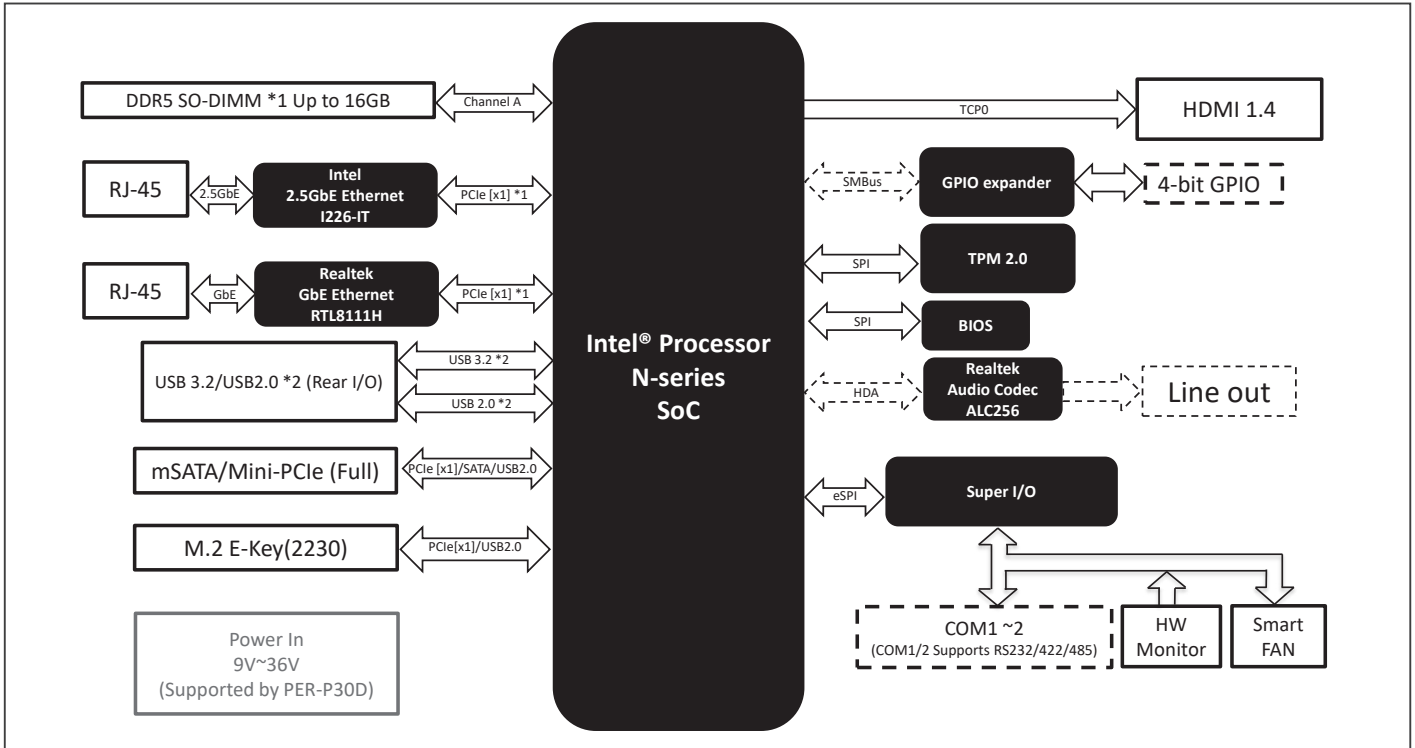 DDR5 SO-DIMM *1 Up to 16GB
Channel A
RJ-45
2.5GbE
Intel
2.5GbE Ethernet
I226-IT
PCIe [x1] *1
RJ-45
GbE
Realtek
GbE Ethernet
RTL8111H
PCIe [x1] *1
USB 3.2/USB2.0 *2 (Rear I/O)
USB 3.2 *2
USB 2.0 *2
mSATA/Mini-PCIe (Full)
PCIe [x1]/SATA/USB2.0
M.2 E-Key(2230)
PCIe[x1]/USB2.0
Power In
9V~36V
(Supported by PER-P30D)
Intel® Processor
N-series
SoC
TCP0
HDMI 1.4
SMBus
GPIO expander
4-bit GPIO
SPI
TPM 2.0
SPI
BIOS
HDA
Realtek
Audio Codec
ALC256
Line out
eSPI
Super I/O
COM1 ~2
(COM1/2 Supports RS232/422/485)
HW
Monitor
Smart
FAN